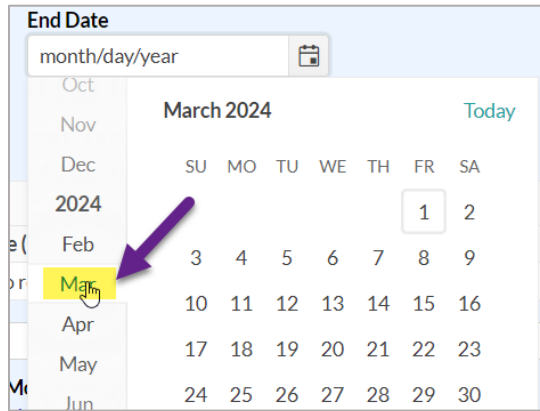 End Date
month/day/year
Oct
Nov
Dec
2024
Feb
Mar
Apr
May
Jun
March 2024 Today
SU MO TU WE TH FR SA
1 2
3 4 5 6 7 8 9
10 11 12 13 14 15 16
17 18 19 20 21 22 23
24 25 26 27 28 29 30